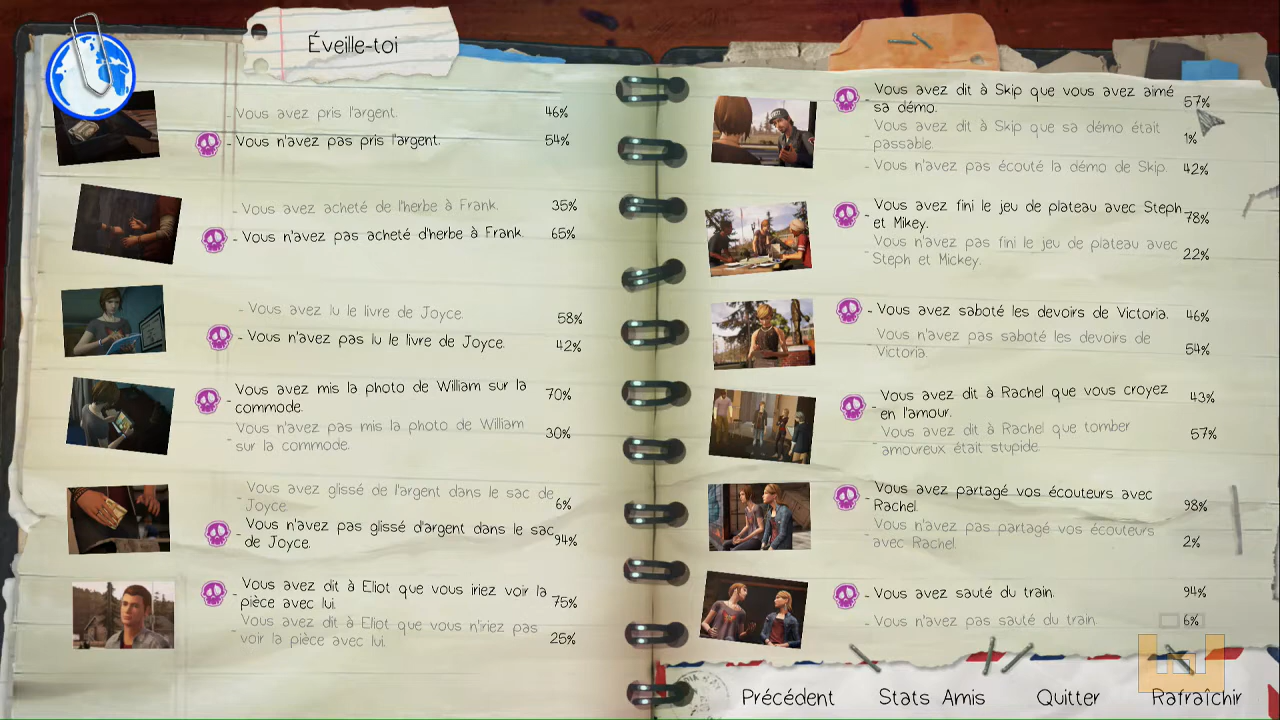 Éveille-toi
- Vous avez pris l'argent. 46%
- Vous n'avez pas pris l'argent. 54%
- Vous avez acheté de l'herbe à Frank. 35%
- Vous n'avez pas acheté d'herbe à Frank. 65%
- Vous avez lu le livre de Joyce. 58%
- Vous n'avez pas lu le livre de Joyce. 42%
- Vous avez mis la photo de William sur la
commode. 70%
- Vous n'avez pas mis la photo de William
sur la commode. 30%
- Vous avez glissé de l'argent dans le sac de
Joyce. 6%
- Vous n'avez pas glissé d'argent dans le sac
de Joyce. 94%
- Vous avez dit à Eliot que vous iriez voir la
pièce avec lui. 75%
- Vous avez dit à Eliot que vous n'iriez pas
voir la pièce avec lui. 25%
- Vous avez dit à Skip que vous avez aimé
sa démo. 57%
- Vous avez dit à Skip que sa démo était
passable. 1%
- Vous n'avez pas écouté la démo de Skip. 42%
- Vous avez fini le jeu de plateau avec Steph
et Mikey. 78%
- Vous n'avez pas fini le jeu de plateau avec
Steph et Mickey. 22%
- Vous avez saboté les devoirs de Victoria. 46%
- Vous n'avez pas saboté les devoirs de
Victoria. 54%
- Vous avez dit à Rachel que vous croyez
en l'amour. 43%
- Vous avez dit à Rachel que tomber
amoureux était stupide. 57%
- Vous avez partagé vos écouteurs avec
Rachel. 98%
- Vous n'avez pas partagé vos écouteurs
avec Rachel. 2%
- Vous avez sauté du train. 94%
- Vous n'avez pas sauté du train. 6%
Précédent Stats Amis Quitter Rafraîchir